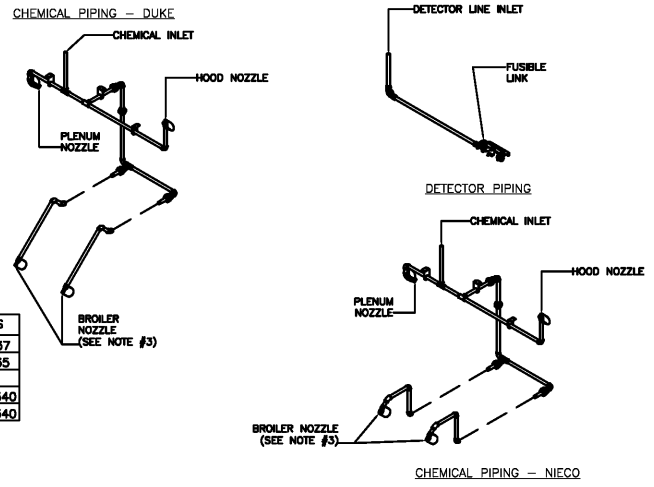 CHEMICAL PIPING – DUKE
CHEMICAL INLET
HOOD NOZZLE
PLENUM
NOZZLE
BROILER
NOZZLE
(SEE NOTE #3)
DETECTOR LINE INLET
FUSIBLE
LINK
DETECTOR PIPING
CHEMICAL INLET
HOOD NOZZLE
PLENUM
NOZZLE
BROILER NOZZLE
(SEE NOTE #3)
CHEMICAL PIPING – NIECO